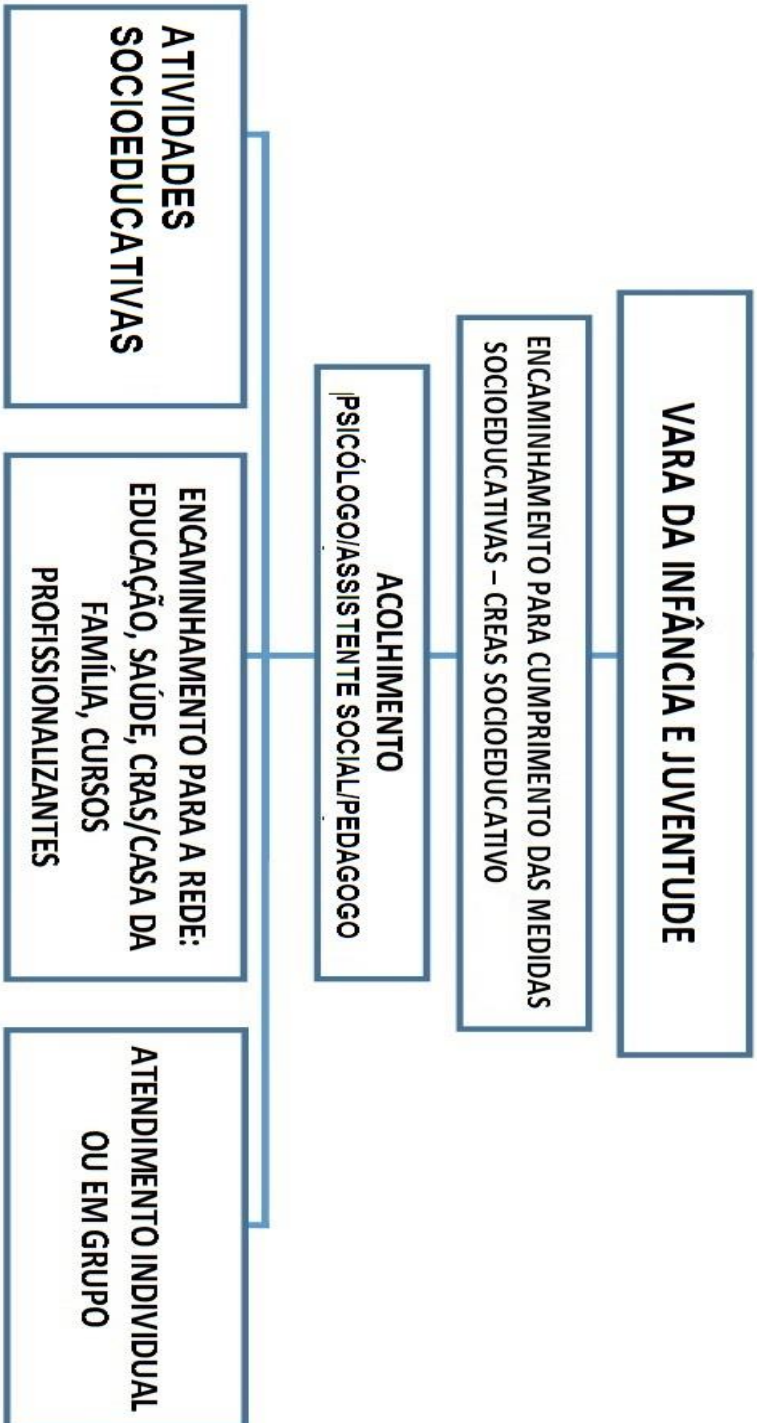 VARA DA INFÂNCIA E JUVENTUDE
ENCAMINHAMENTO PARA CUMPRIMENTO DAS MEDIDAS
SOCIOEDUCATIVAS – CREAS SOCIOEDUCATIVO
ACOLHIMENTO
PSICÓLOGO/ASSISTENTE SOCIAL/PEDAGOGO
ATIVIDADES
SOCIOEDUCATIVAS
ENCAMINHAMENTO PARA A REDE:
EDUCAÇÃO, SAÚDE, CRAS/CASA DA
FAMÍLIA, CURSOS
PROFISSIONALIZANTES
ATENDIMENTO INDIVIDUAL
OU EM GRUPO